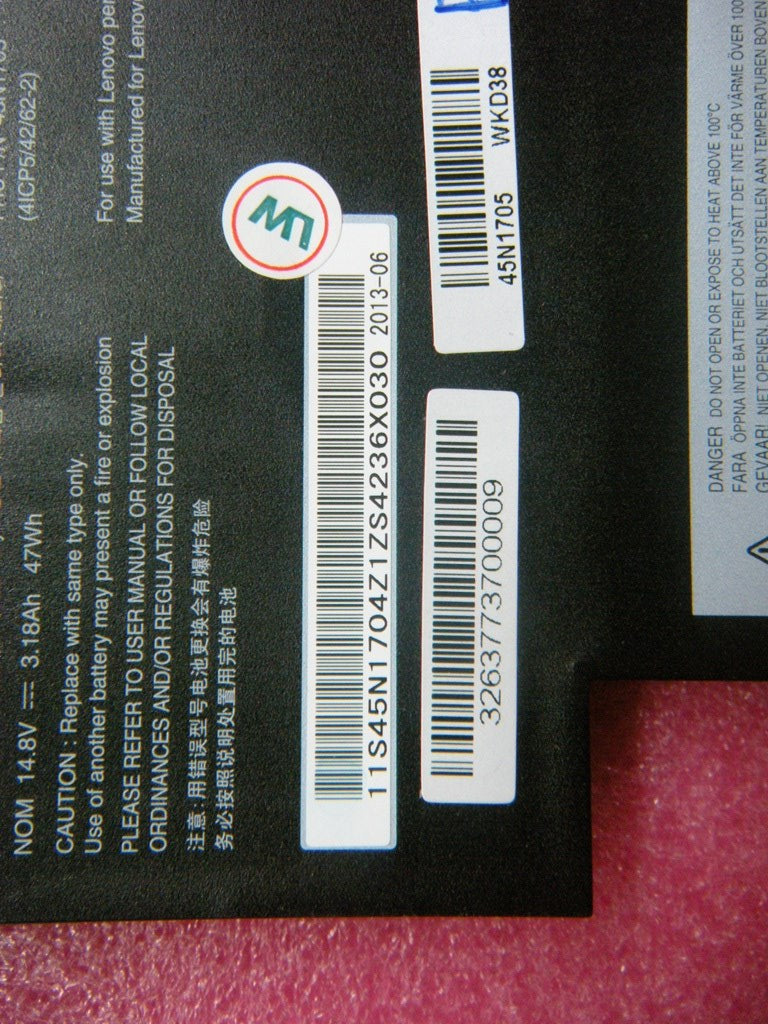 (4ICP5/42/62-2)
For use with Lenovo
Manufactured for
NOM 14.8V 3.18Ah 47Wh
CAUTION : Replace with same type only.
Use of another battery may present a fire or explosion
PLEASE REFER TO USER MANUAL OR FOLLOW LOCAL
ORDINANCES AND/OR REGULATIONS FOR DISPOSAL
注意:用错误型号电池更换会有爆炸危险
务必按照说明处置用完的电池
11S45N1704Z1ZS4236X030 2013-06
45N1705 WKD38
3263773700009
DANGER DO NOT OPEN OR EXPOSE TO HEAT ABOVE 100°C
FARA ÖPPNA INTE BATTERIET OCH UTSÄTT DET INTE FÖR VÄRME ÖVER 100
GEVAAR! NIET OPENEN, NIET BLOOTSTELLEN AAN TEMPERATUREN BOVEN